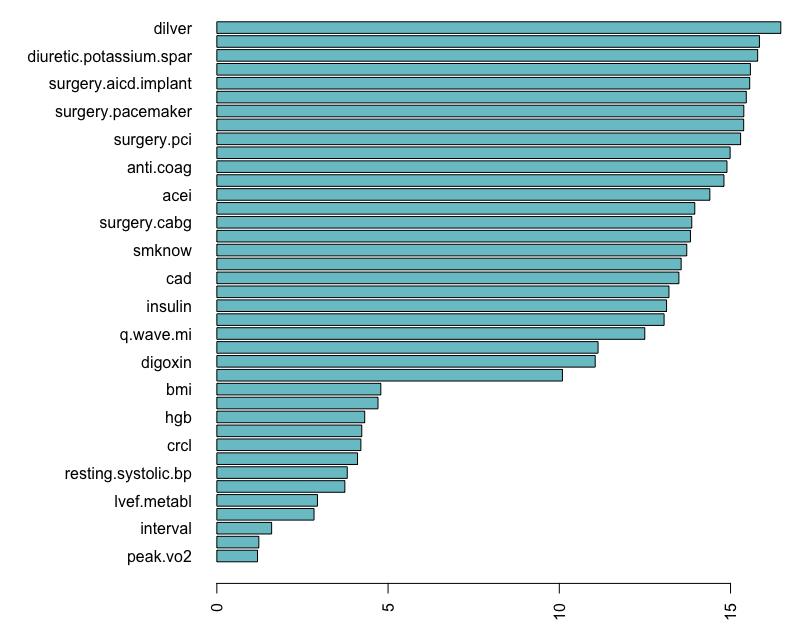 dilver
diuretic.potassium.spar
surgery.aicd.implant
surgery.pacemaker
surgery.pci
anti.coag
acei
surgery.cabg
smknow
cad
insulin
q.wave.mi
digoxin
bmi
hgb
crcl
resting.systolic.bp
lvef.metabl
interval
peak.vo2
0 5 10 15